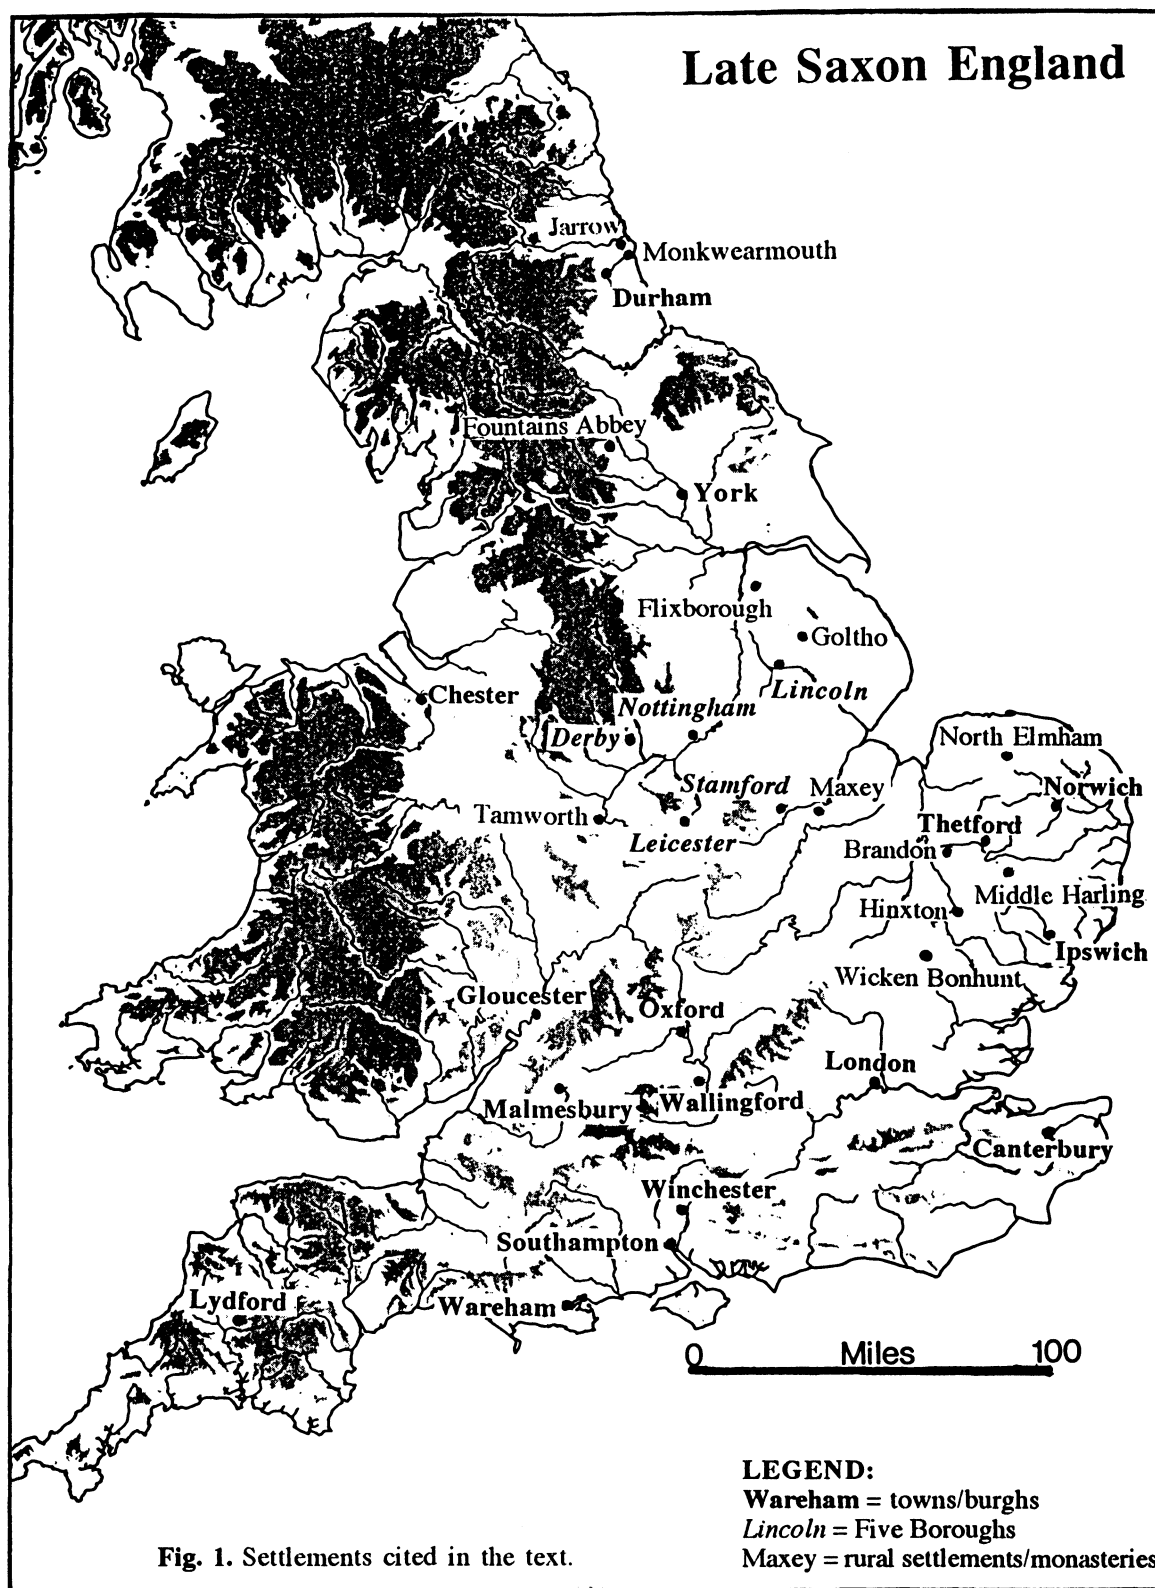 Late Saxon England
Jarrow
Monkwearmouth
Durham
Fountains Abbey
York
Flixborough
Goltho
Lincoln
Chester
Nottingham
Derby
North Elmham
Stamford
Maxey
Norwich
Tamworth
Thetford
Leicester
Brandon
Middle Harling
Hinxton
Ipswich
Wicken Bonhunt
Gloucester
Oxford
London
Malmesbury
Wallingford
Canterbury
Winchester
Southampton
Lydford
Wareham
0 Miles 100
LEGEND:
Wareham = towns/burghs
Lincoln = Five Boroughs
Maxey = rural settlements/monasteries
Fig. 1. Settlements cited in the text.